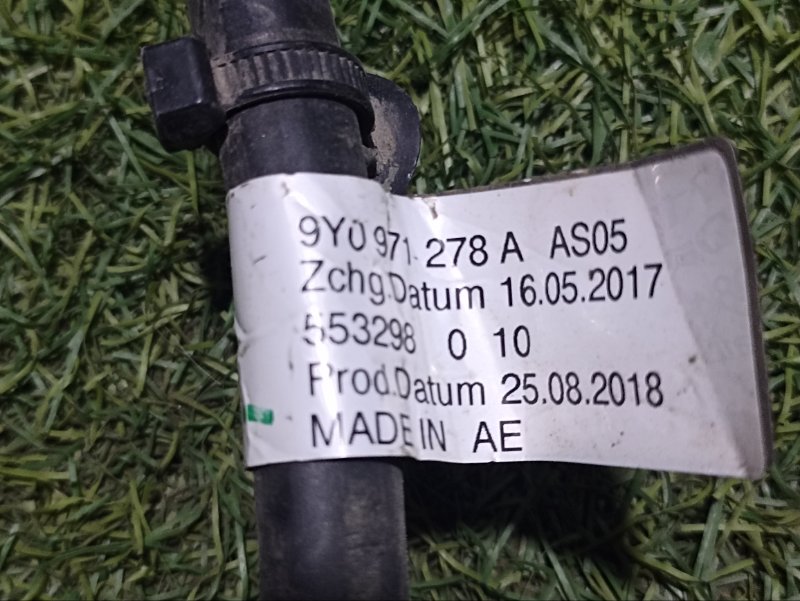 9Y0 971 278 A AS05
Zchg.Datum 16.05.2017
553298 0 10
Prod.Datum 25.08.2018
MADE IN AE